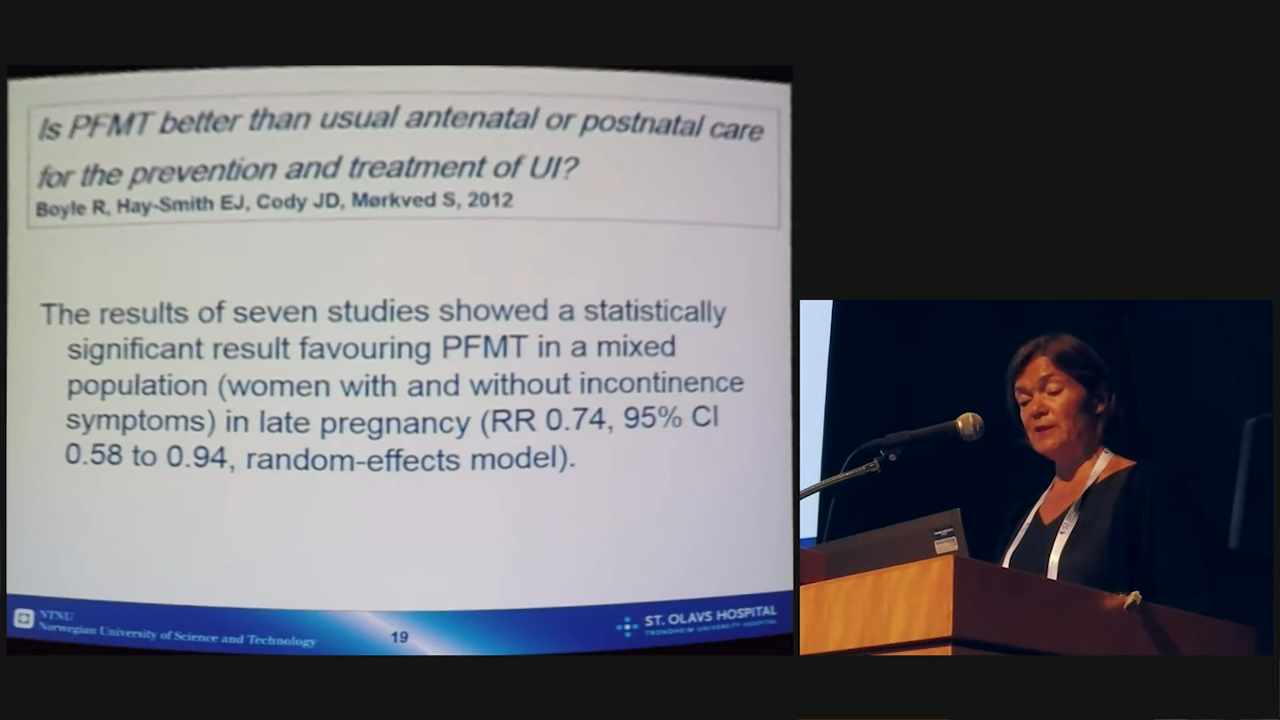 Is PFMT better than usual antenatal or postnatal care
for the prevention and treatment of UI?
Boyle R, Hay-Smith EJ, Cody JD, Mørkved S, 2012
The results of seven studies showed a statistically
significant result favouring PFMT in a mixed
population (women with and without incontinence
symptoms) in late pregnancy (RR 0.74, 95% CI
0.58 to 0.94, random-effects model).
NTNU
Norwegian University of Science and Technology
19
ST. OLAVS HOSPITAL
TRONDHEIM UNIVERSITY HOSPITAL